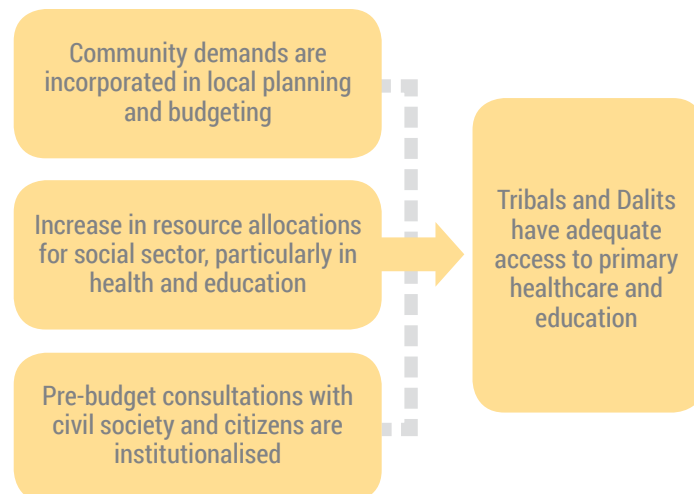 Community demands are
incorporated in local planning
and budgeting
Increase in resource allocations
for social sector, particularly in
health and education
Pre-budget consultations with
civil society and citizens are
institutionalised
Tribals and Dalits
have adequate
access to primary
healthcare and
education